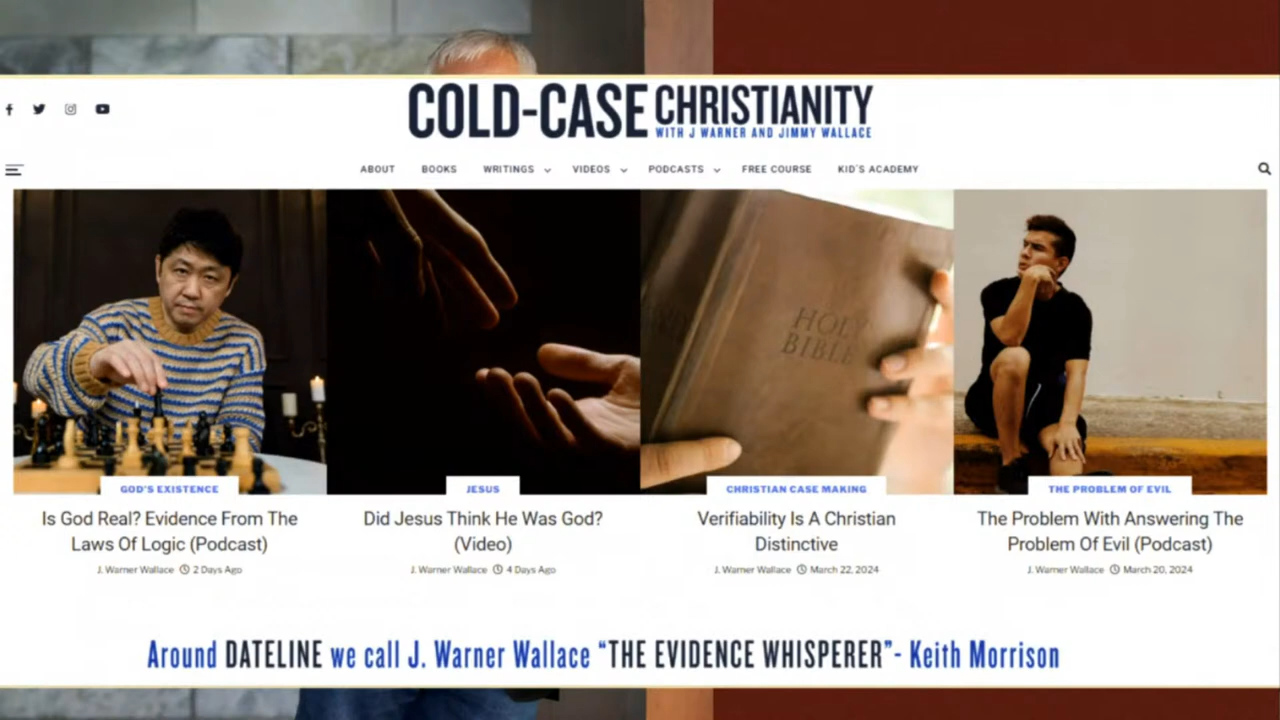 COLD-CASE CHRISTIANITY
WITH J WARNER AND JIMMY WALLACE
ABOUT BOOKS WRITINGS VIDEOS PODCASTS FREE COURSE KID'S ACADEMY
HOLY
BIBLE
GOD'S EXISTENCE
Is God Real? Evidence From The
Laws Of Logic (Podcast)
J. Warner Wallace 2 Days Ago
JESUS
Did Jesus Think He Was God?
(Video)
J. Warner Wallace 4 Days Ago
CHRISTIAN CASE MAKING
Verifiability Is A Christian
Distinctive
J. Warner Wallace March 22, 2024
THE PROBLEM OF EVIL
The Problem With Answering The
Problem Of Evil (Podcast)
J. Warner Wallace March 20, 2024
Around DATELINE we call J. Warner Wallace “THE EVIDENCE WHISPERER”- Keith Morrison